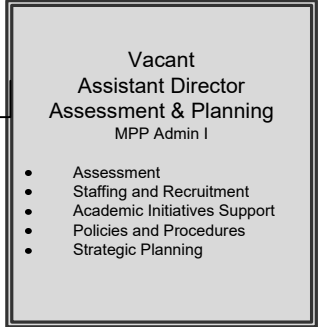 Vacant
Assistant Director
Assessment & Planning
MPP Admin I
• Assessment
• Staffing and Recruitment
• Academic Initiatives Support
• Policies and Procedures
• Strategic Planning